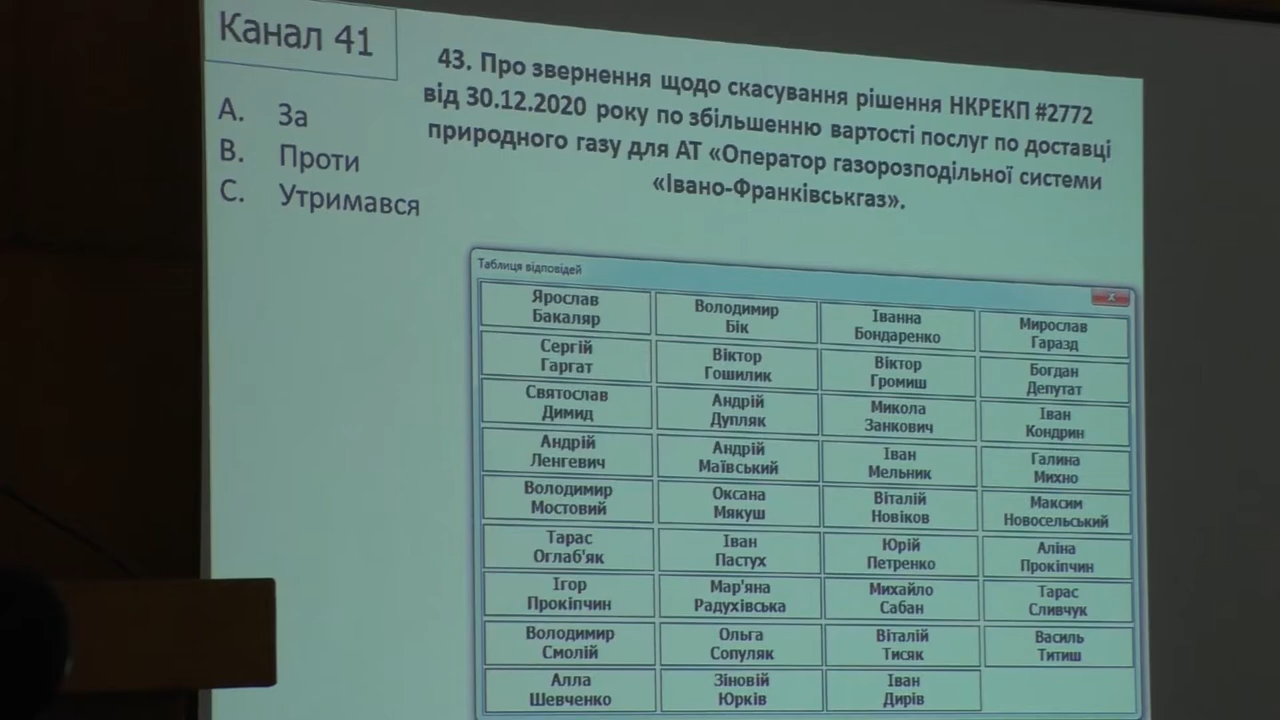 Канал 41
43. Про звернення щодо скасування рішення НКРЕКП #2772
від 30.12.2020 року по збільшенню вартості послуг по доставці
природного газу для АТ «Оператор газорозподільної системи
«Івано-Франківськгаз».
A. За
B. Проти
C. Утримався
Таблиця відповідей
x
Ярослав
Бакаляр
Володимир
Бік
Іванна
Бондаренко
Мирослав
Гаразд
Сергій
Гаргат
Віктор
Гошилик
Віктор
Громиш
Богдан
Депутат
Святослав
Димид
Андрій
Дупляк
Микола
Занкович
Іван
Кондрин
Андрій
Ленгевич
Андрій
Маївський
Іван
Мельник
Галина
Михно
Володимир
Мостовий
Оксана
Мякуш
Віталій
Новіков
Максим
Новосельський
Тарас
Оглаб'як
Іван
Пастух
Юрій
Петренко
Аліна
Прокіпчин
Ігор
Прокіпчин
Мар'яна
Радухівська
Михайло
Сабан
Тарас
Сливчук
Володимир
Смолій
Ольга
Сопуляк
Віталій
Тисяк
Василь
Титиш
Алла
Шевченко
Зіновій
Юрків
Іван
Дирів